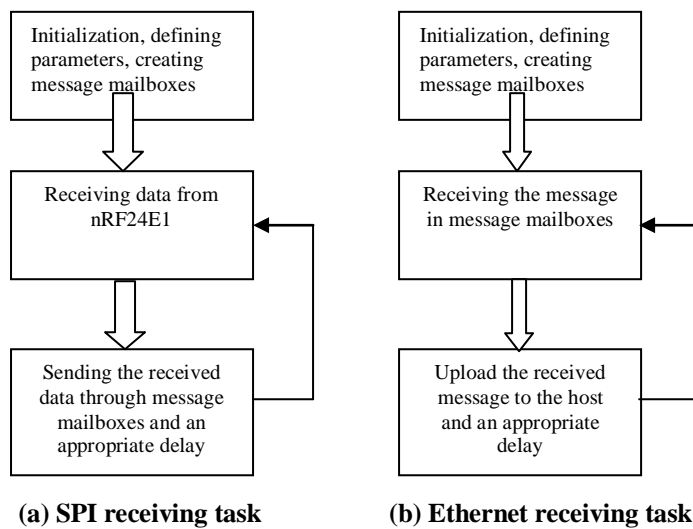 Initialization, defining
parameters, creating
message mailboxes
Receiving data from
nRF24E1
Sending the received
data through message
mailboxes and an
appropriate delay
(a) SPI receiving task
Initialization, defining
parameters, creating
message mailboxes
Receiving the message
in message mailboxes
Upload the received
message to the host
and an appropriate
delay
(b) Ethernet receiving task